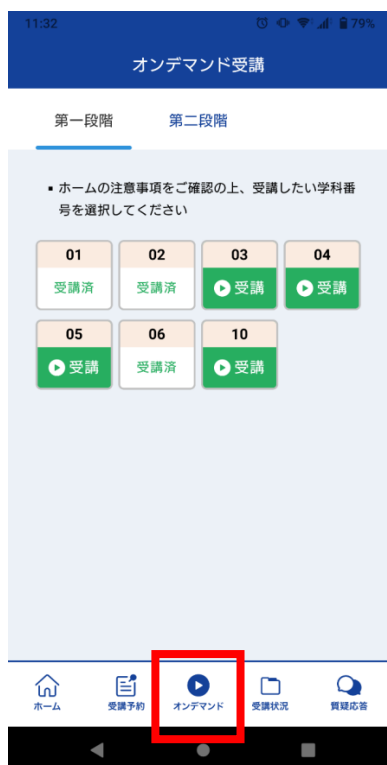 11:32 79%
オンデマンド受講
第一段階 第二段階
▪ ホームの注意事項をご確認の上、受講したい学科番
号を選択してください
01 02 03 04
受講済 受講済 受講 受講
05 06 10
受講 受講済 受講
ホーム 受講予約 オンデマンド 受講状況 質疑応答